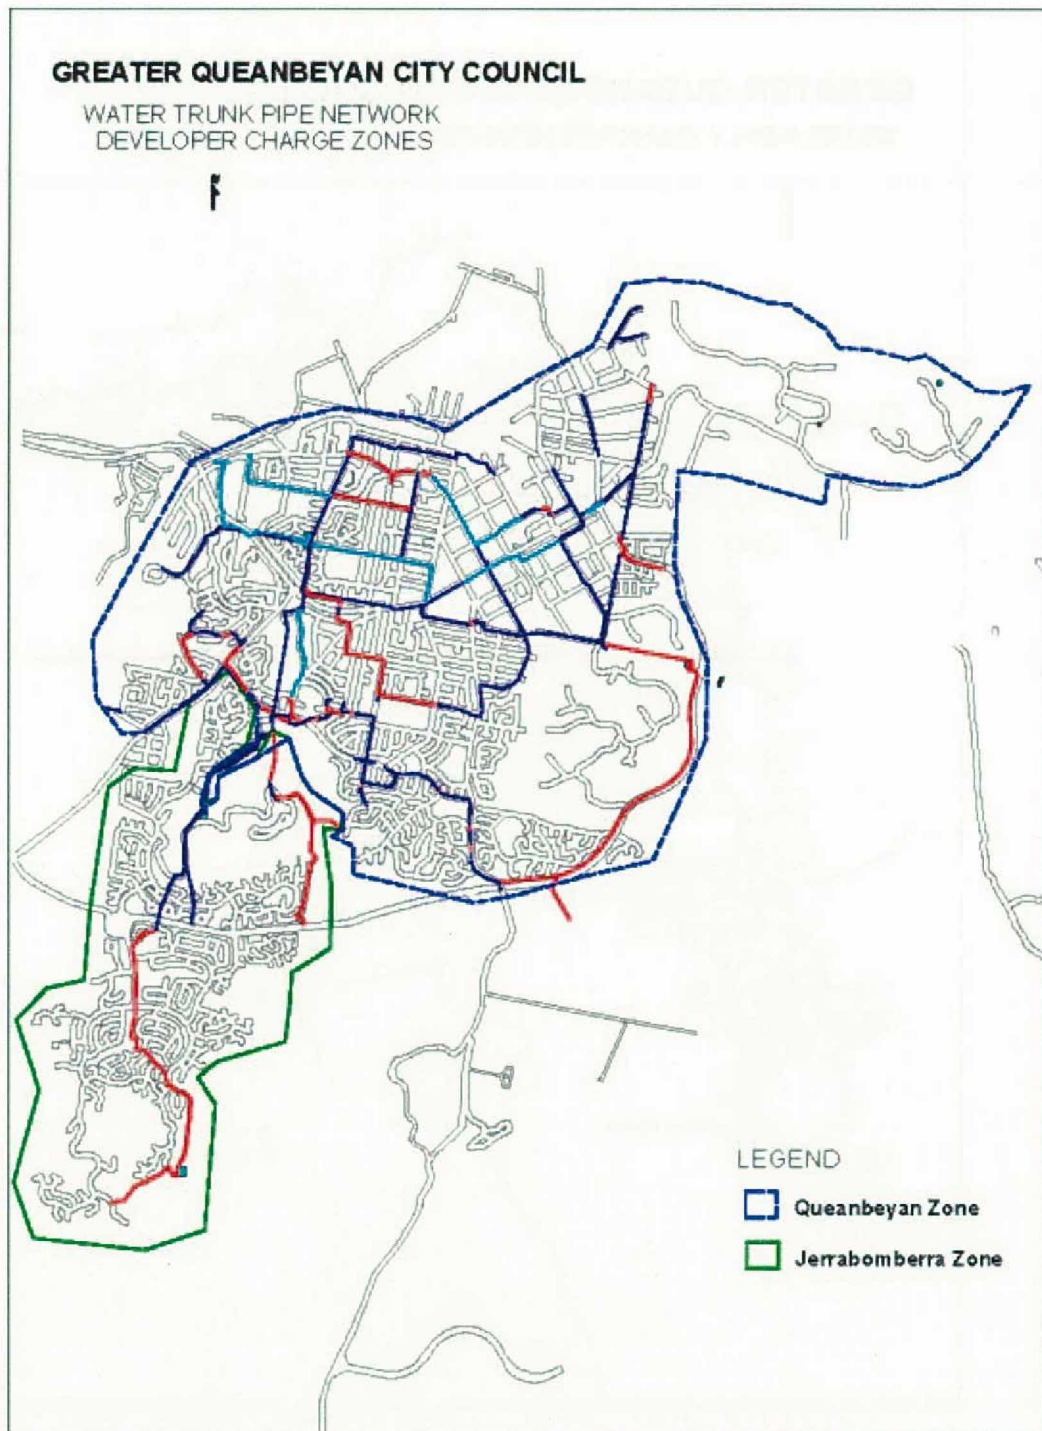 GREATER QUEANBEYAN CITY COUNCIL
WATER TRUNK PIPE NETWORK
DEVELOPER CHARGE ZONES
LEGEND
Queanbeyan Zone
Jerrabomberra Zone